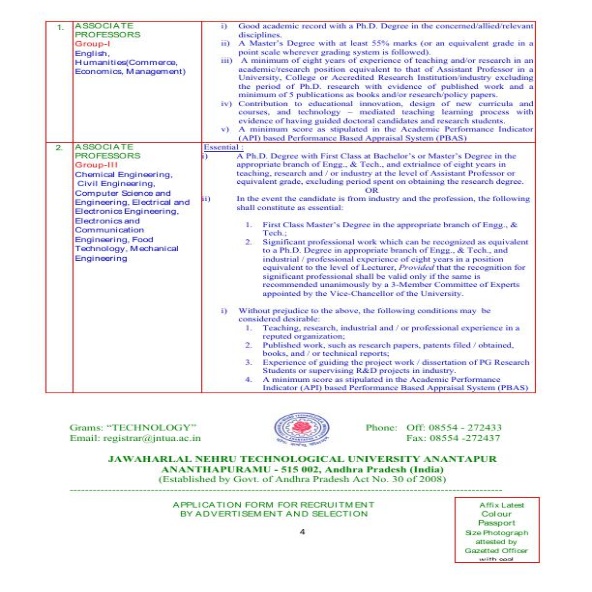 1. ASSOCIATE
PROFESSORS
Group-I
English,
Humanities(Commerce,
Economics, Management)
i) Good academic record with a Ph.D. Degree in the concerned/allied/relevant
disciplines.
ii) A Master's Degree with at least 55% marks (or an equivalent grade in a
point scale wherever grading system is followed).
iii) A minimum of eight years of experience of teaching and/or research in an
academic/research position equivalent to that of Assistant Professor in a
University, College or Accredited Research Institution/industry excluding
the period of Ph.D. research with evidence of published work and a
minimum of 5 publications as books and/or research/policy papers.
iv) Contribution to educational innovation, design of new curricula and
courses, and technology – mediated teaching learning process with
evidence of having guided doctoral candidates and research students.
v) A minimum score as stipulated in the Academic Performance Indicator
(API) based Performance Based Appraisal System (PBAS)
2. ASSOCIATE
PROFESSORS
Group-III
Chemical Engineering,
Civil Engineering,
Computer Science and
Engineering, Electrical and
Electronics Engineering,
Electronics and
Communication
Engineering, Food
Technology, Mechanical
Engineering
Essential :
i) A Ph.D. Degree with First Class at Bachelor's or Master's Degree in the
appropriate branch of Engg., & Tech., and extrialnce of eight years in
teaching, research and / or industry at the level of Assistant Professor or
equivalent grade, excluding period spent on obtaining the research degree.
OR
ii) In the event the candidate is from industry and the profession, the following
shall constitute as essential:
1. First Class Master's Degree in the appropriate branch of Engg., &
Tech.;
2. Significant professional work which can be recognized as equivalent
to a Ph.D. Degree in appropriate branch of Engg., & Tech., and
industrial / professional experience of eight years in a position
equivalent to the level of Lecturer, Provided that the recognition for
significant professional shall be valid only if the same is
recommended unanimously by a 3-Member Committee of Experts
appointed by the Vice-Chancellor of the University.
i) Without prejudice to the above, the following conditions may be
considered desirable:
1. Teaching, research, industrial and / or professional experience in a
reputed organization;
2. Published work, such as research papers, patents filed / obtained,
books, and / or technical reports;
3. Experience of guiding the project work / dissertation of PG Research
Students or supervising R&D projects in industry.
4. A minimum score as stipulated in the Academic Performance
Indicator (API) based Performance Based Appraisal System (PBAS)
Grams: "TECHNOLOGY" Phone: Off: 08554 - 272433
Email: registrar@jntua.ac.in Fax: 08554 -272437
JAWAHARLAL NEHRU TECHNOLOGICAL UNIVERSITY ANANTAPUR
ANANTHAPURAMU - 515 002, Andhra Pradesh (India)
(Established by Govt. of Andhra Pradesh Act No. 30 of 2008)
APPLICATION FORM FOR RECRUITMENT
BY ADVERTISEMENT AND SELECTION
4
Affix Latest
Colour
Passport
Size Photograph
attested by
Gazetted Officer
with seal